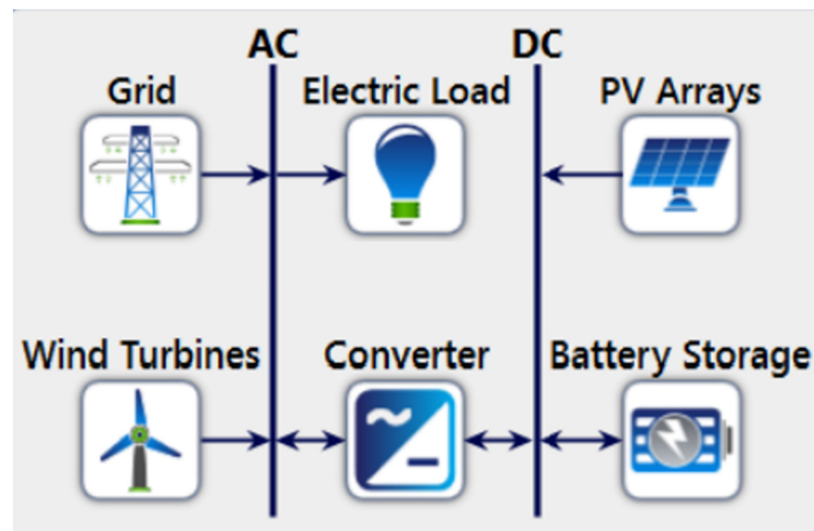 AC DC
Grid Electric Load PV Arrays
Wind Turbines Converter Battery Storage